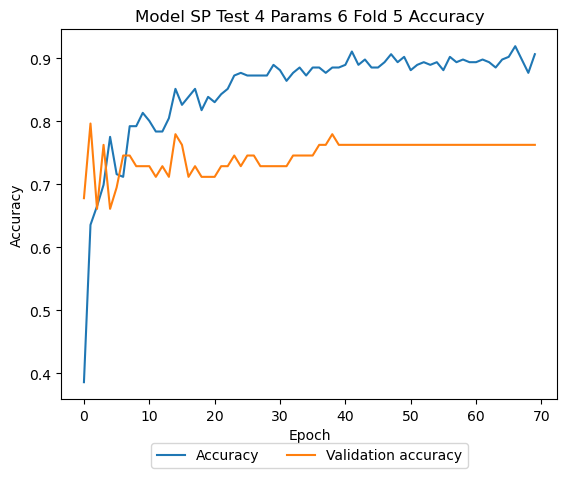 Model SP Test 4 Params 6 Fold 5 Accuracy
0.9
0.8
0.7
0.6
0.5
0.4
Accuracy
0 10 20 30 40 50 60 70
Epoch
Accuracy Validation accuracy